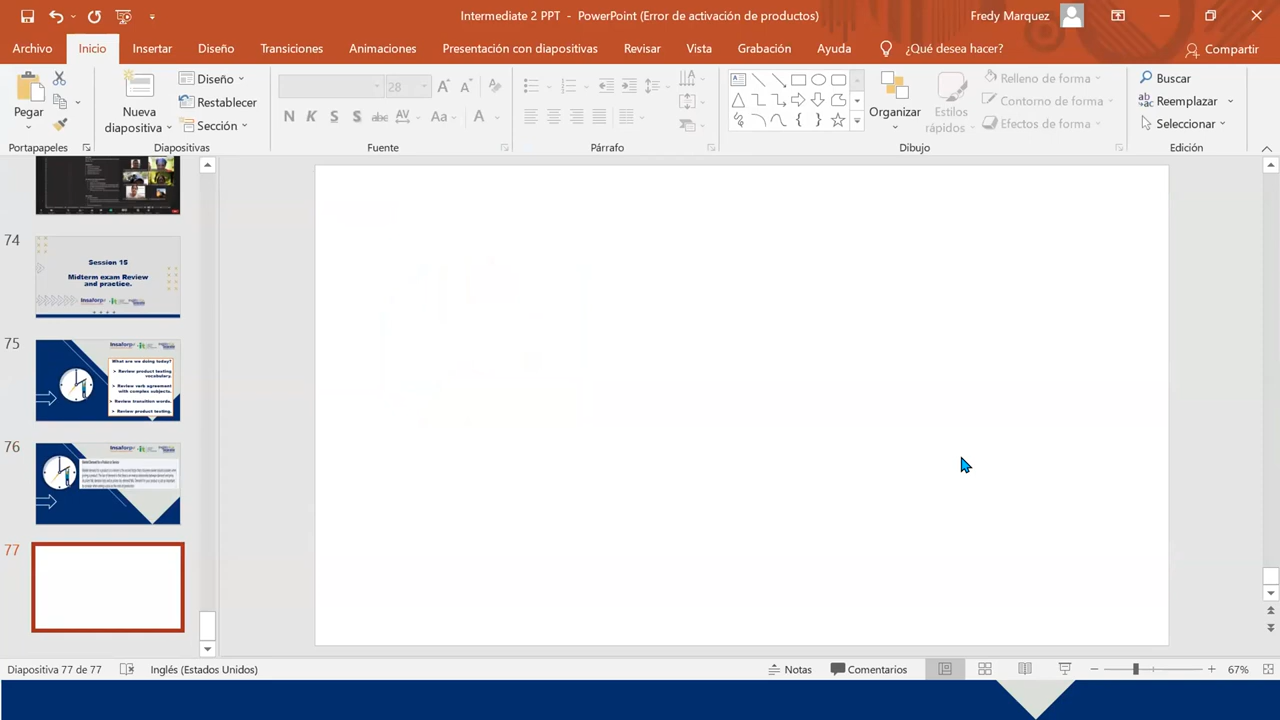 Intermediate 2 PPT - PowerPoint (Error de activación de productos)
Fredy Marquez
Archivo Inicio Insertar Diseño Transiciones Animaciones Presentación con diapositivas Revisar Vista Grabación Ayuda ¿Qué desea hacer? Compartir
Pegar
Portapapeles
Nueva
diapositiva
Diseño
Restablecer
Sección
Diapositivas
28
N
S
abc
AV
Aa
A
Fuente
Párrafo
Organizar
Estilos
rápidos
Relleno de forma
Contorno de forma
Efectos de forma
Dibujo
Buscar
Reemplazar
Seleccionar
Edición
74
Session 15
Midterm exam Review
and practice.
Insaforp
75
Insaforp
What are we doing today?
Review product testing
vocabulary.
Review verb agreement
with complex subjects.
Review transition words.
Review product testing.
76
Insaforp
77
Diapositiva 77 de 77
Inglés (Estados Unidos)
Notas
Comentarios
67%